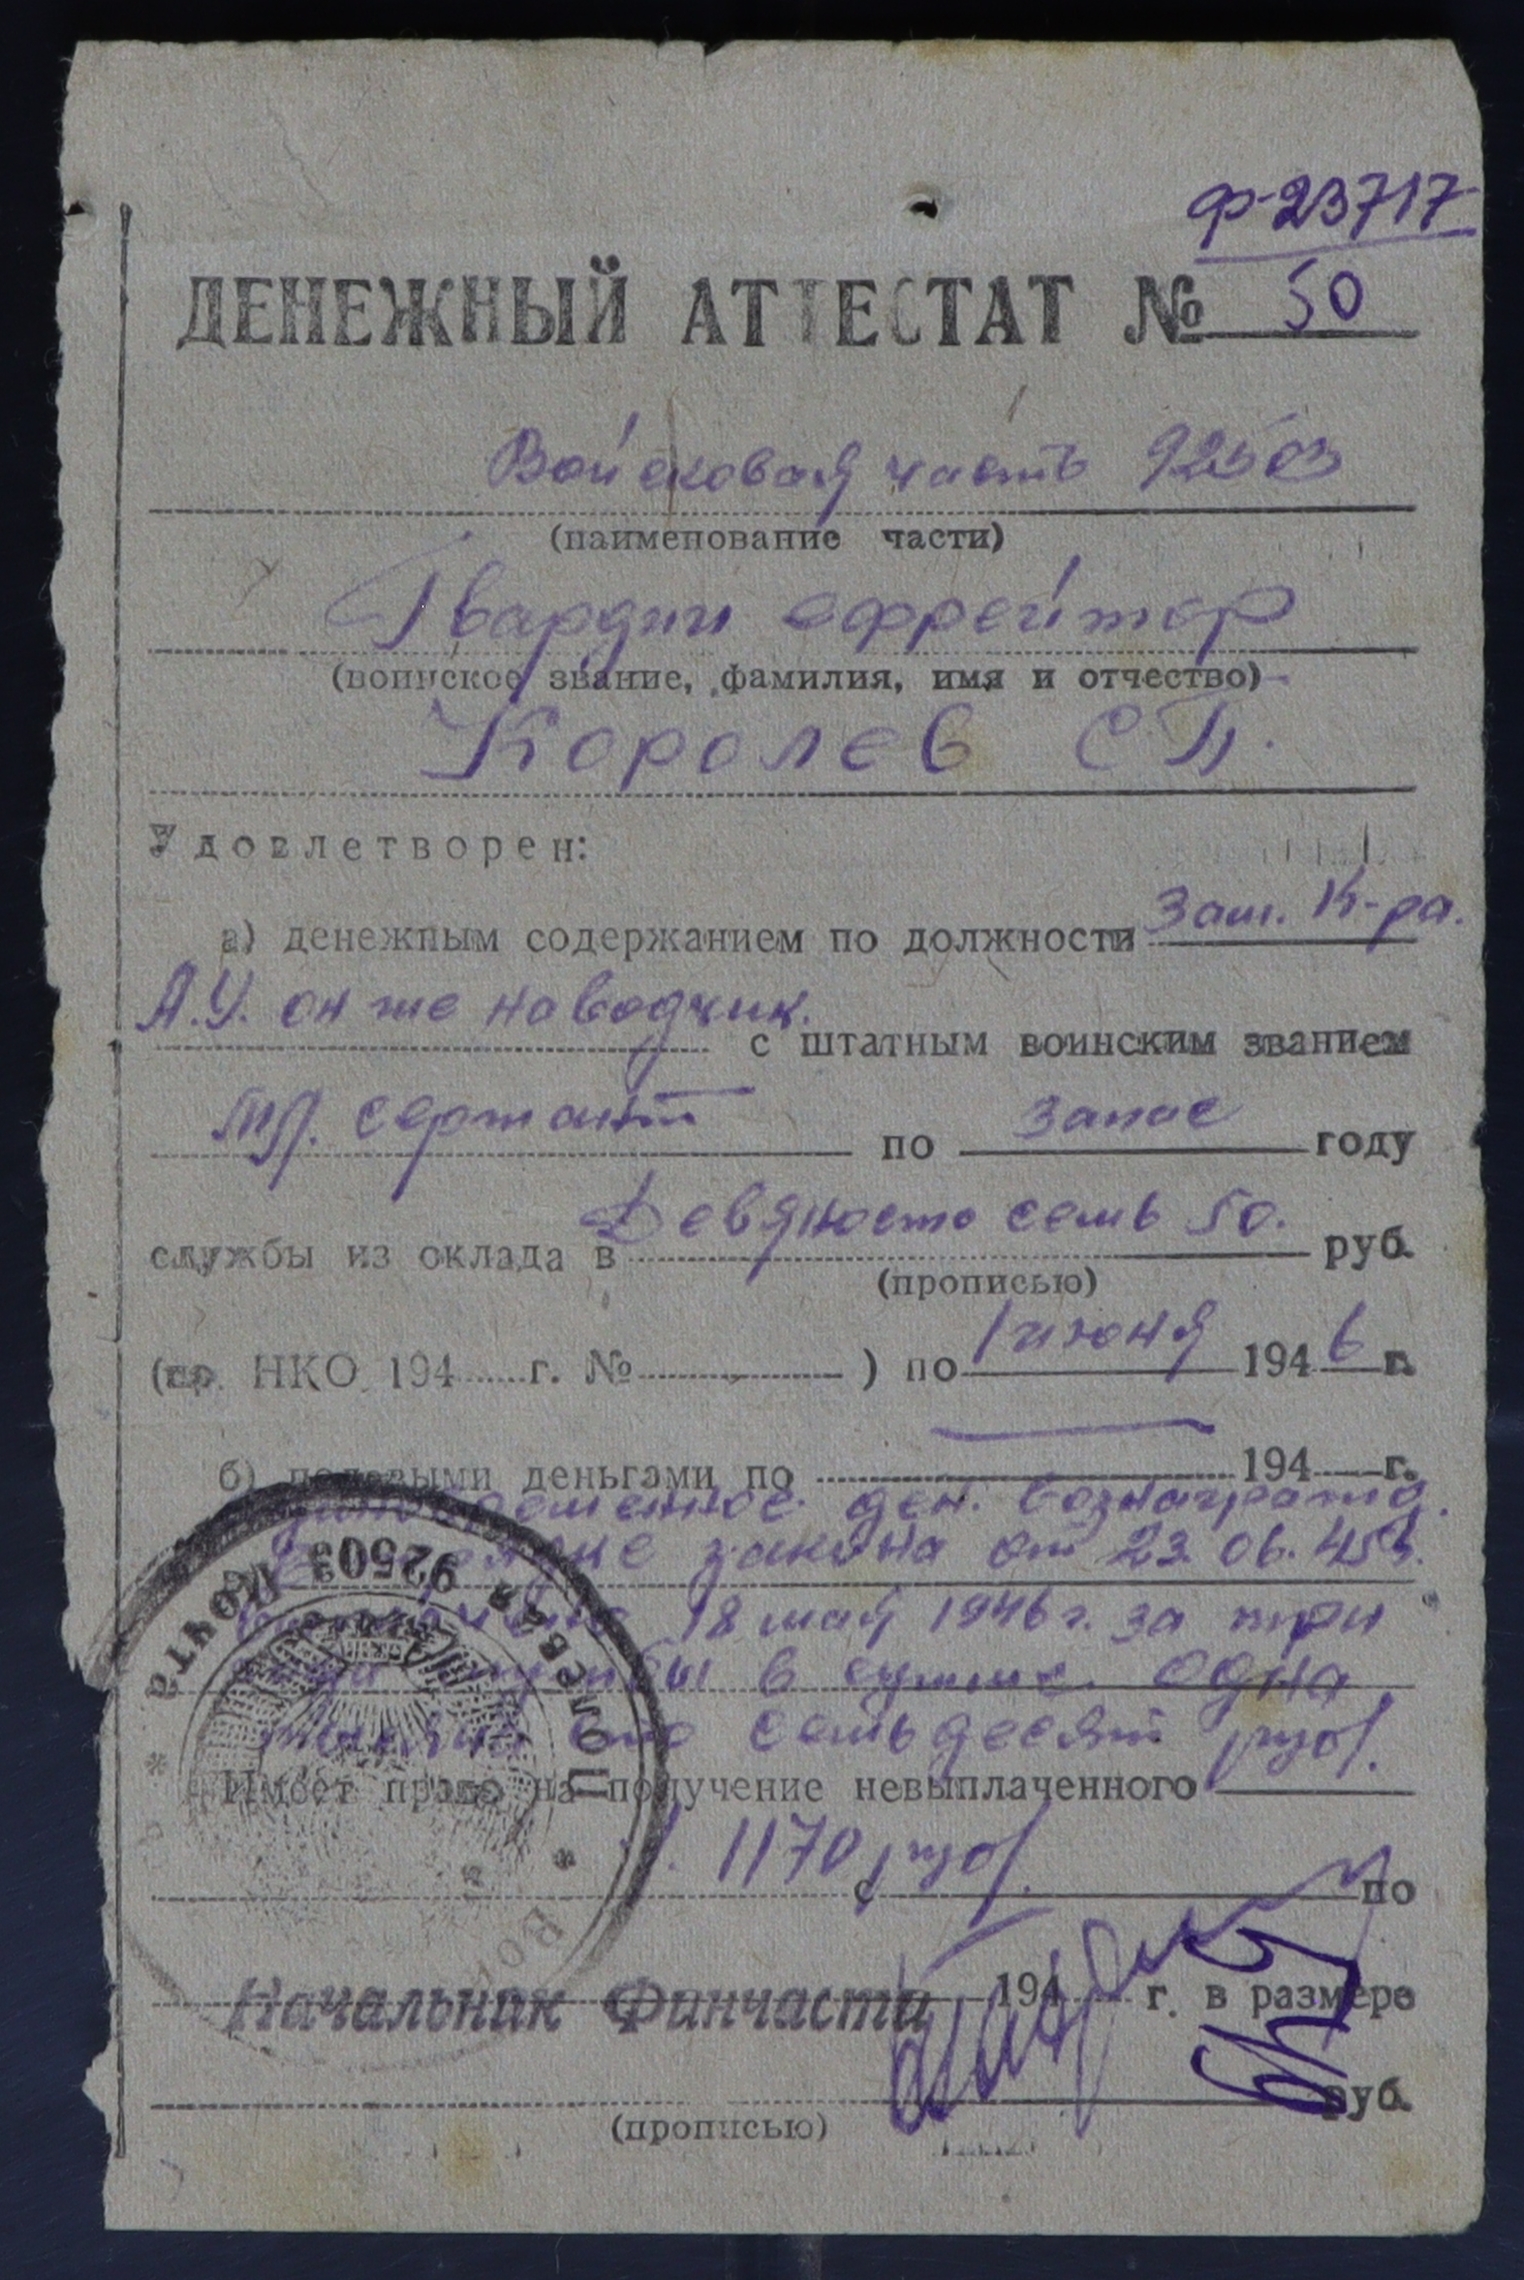 Ф-23717
ДЕНЕЖНЫЙ АТТЕСТАТ № 50
Войсковая часть 92503
(наименование части)
Гвардии ефрейтор
(воинское звание, фамилия, имя и отчество)
Королев С.П.
Удовлетворен:
а) денежным содержанием по должности Зам. К-ра.
А.У. он же наводчик.
с штатным воинским званием
мл. сержант по запас году
службы из оклада в Девяносто семь 50. руб.
(прописью)
(пр. НКО 194 г. № ) по 1 июня 1946 г.
б) полевыми деньгами по 194 г.
ден. вознагражд.
закона от 23.06.45г.
18 мая 1946 г. за три
в сумме одна
тысяча сто семьдесят руб.
Имеет право на получение невыплаченного
1170 руб.
с по
194 г. в размере
Начальник Финчасти
руб.
(прописью)
Полевая Почта
92503